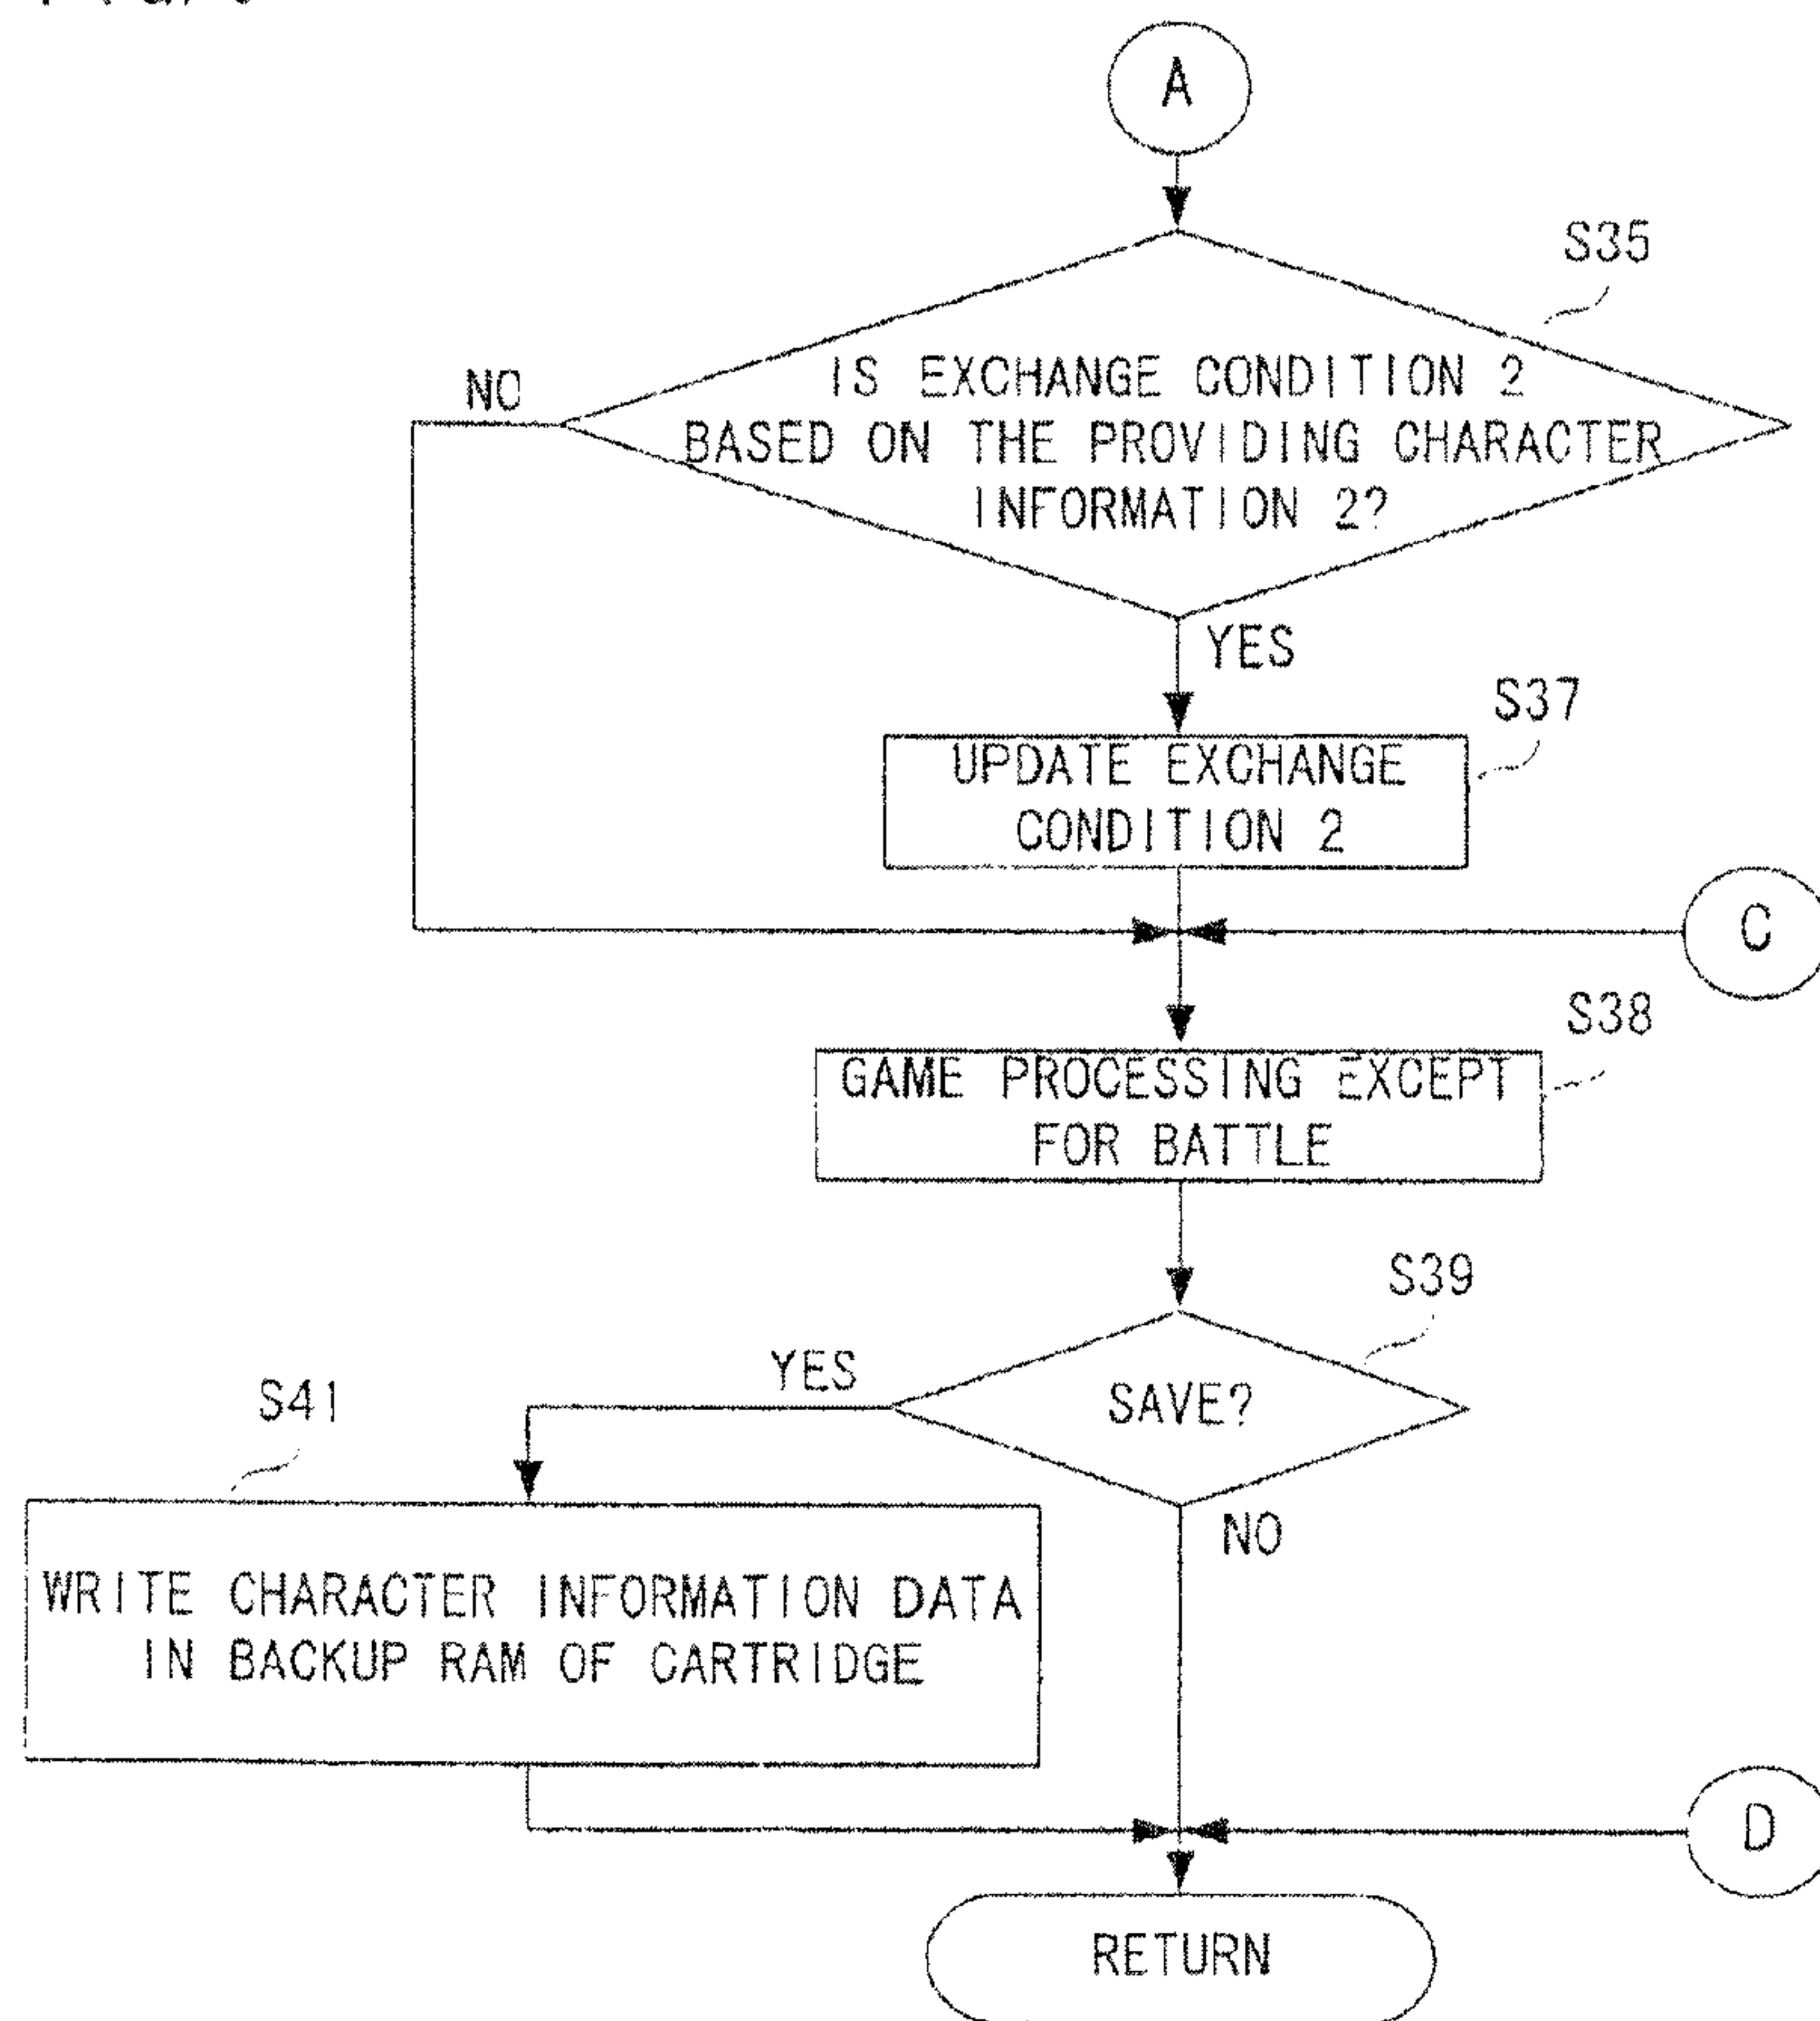 A
S35
IS EXCHANGE CONDITION 2
BASED ON THE PROVIDING CHARACTER
INFORMATION 2?
NO
YES
S37
UPDATE EXCHANGE
CONDITION 2
C
S38
GAME PROCESSING EXCEPT
FOR BATTLE
S39
SAVE?
YES
S41
NO
WRITE CHARACTER INFORMATION DATA
IN BACKUP RAM OF CARTRIDGE
D
RETURN